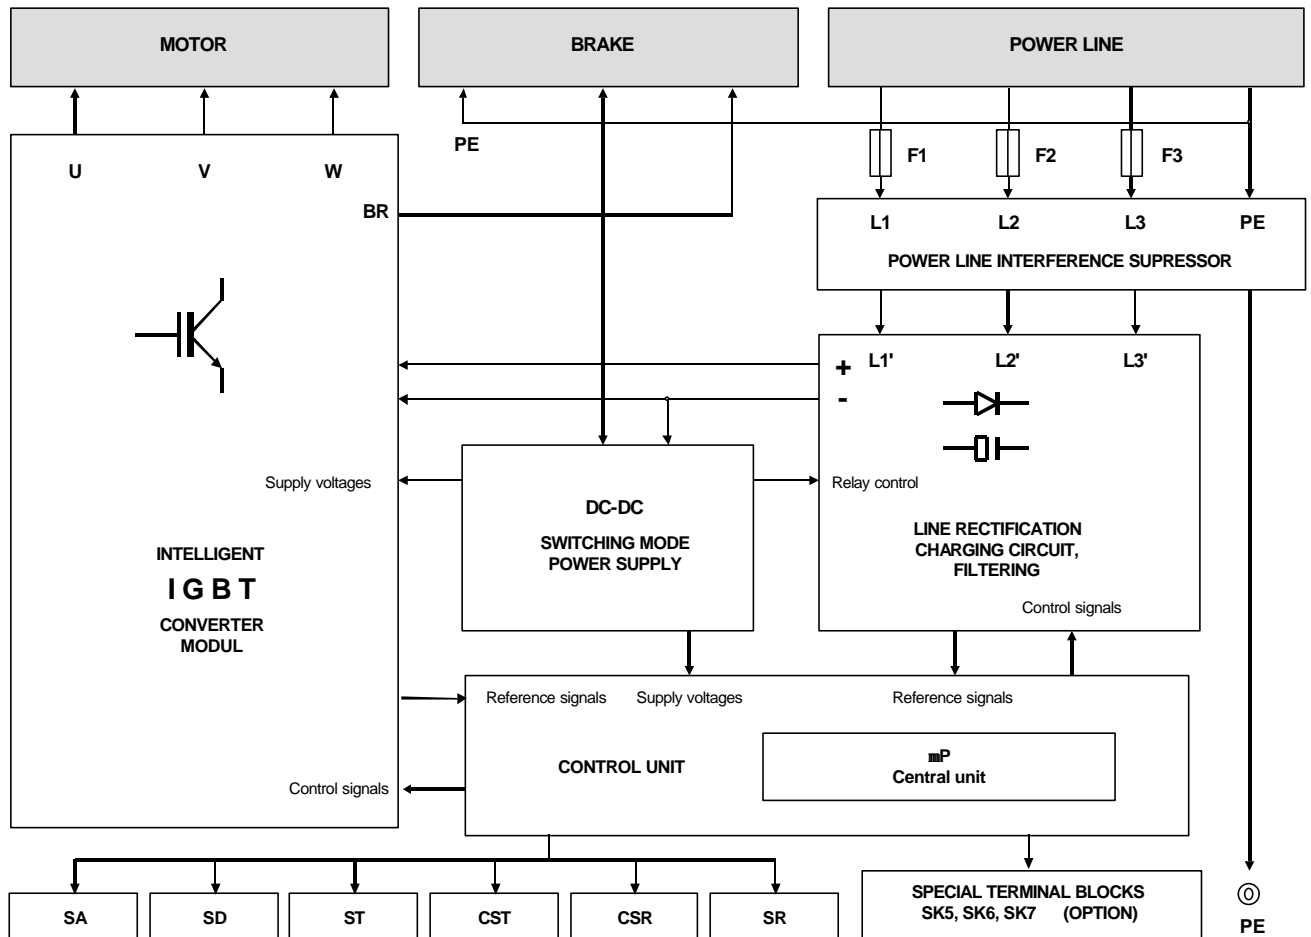 MOTOR
BRAKE
POWER LINE
PE
F1
F2
F3
U
V
W
BR
L1
L2
L3
PE
POWER LINE INTERFERENCE SUPRESSOR
+
-
L1'
L2'
L3'
Supply voltages
Relay control
DC-DC
SWITCHING MODE
POWER SUPPLY
LINE RECTIFICATION
CHARGING CIRCUIT,
FILTERING
INTELLIGENT
IGBT
CONVERTER
MODUL
Control signals
Reference signals
Supply voltages
Reference signals
CONTROL UNIT
mP
Central unit
Control signals
SA
SD
ST
CST
CSR
SR
SPECIAL TERMINAL BLOCKS
SK5, SK6, SK7 (OPTION)
PE